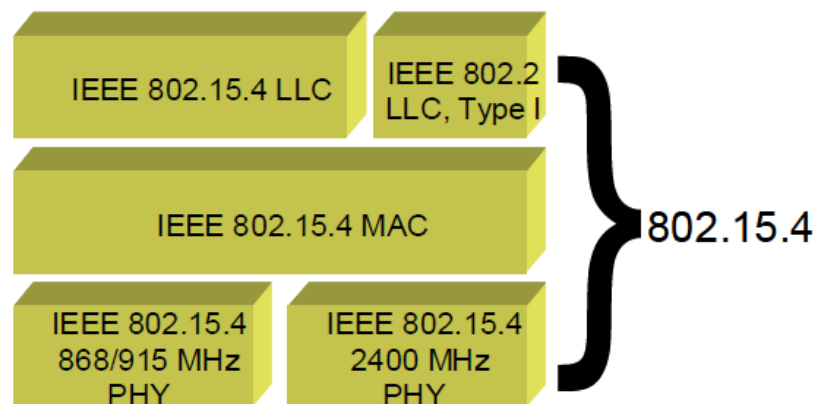 IEEE 802.15.4 LLC
IEEE 802.2
LLC, Type I
IEEE 802.15.4 MAC
802.15.4
IEEE 802.15.4
868/915 MHz
PHY
IEEE 802.15.4
2400 MHz
PHY